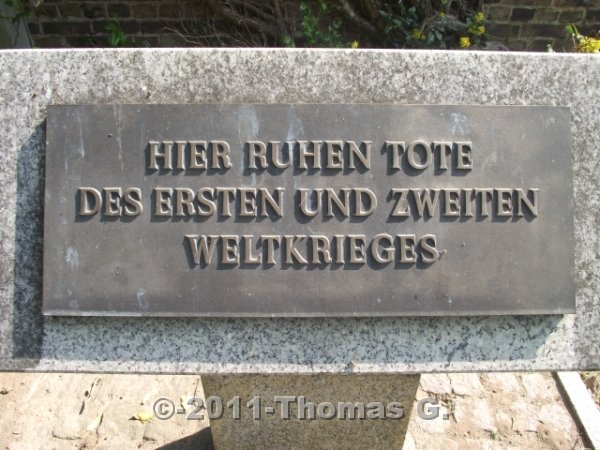 HIER RUHEN TOTE
DES ERSTEN UND ZWEITEN
WELTKRIEGES
©-2011-Thomas G.